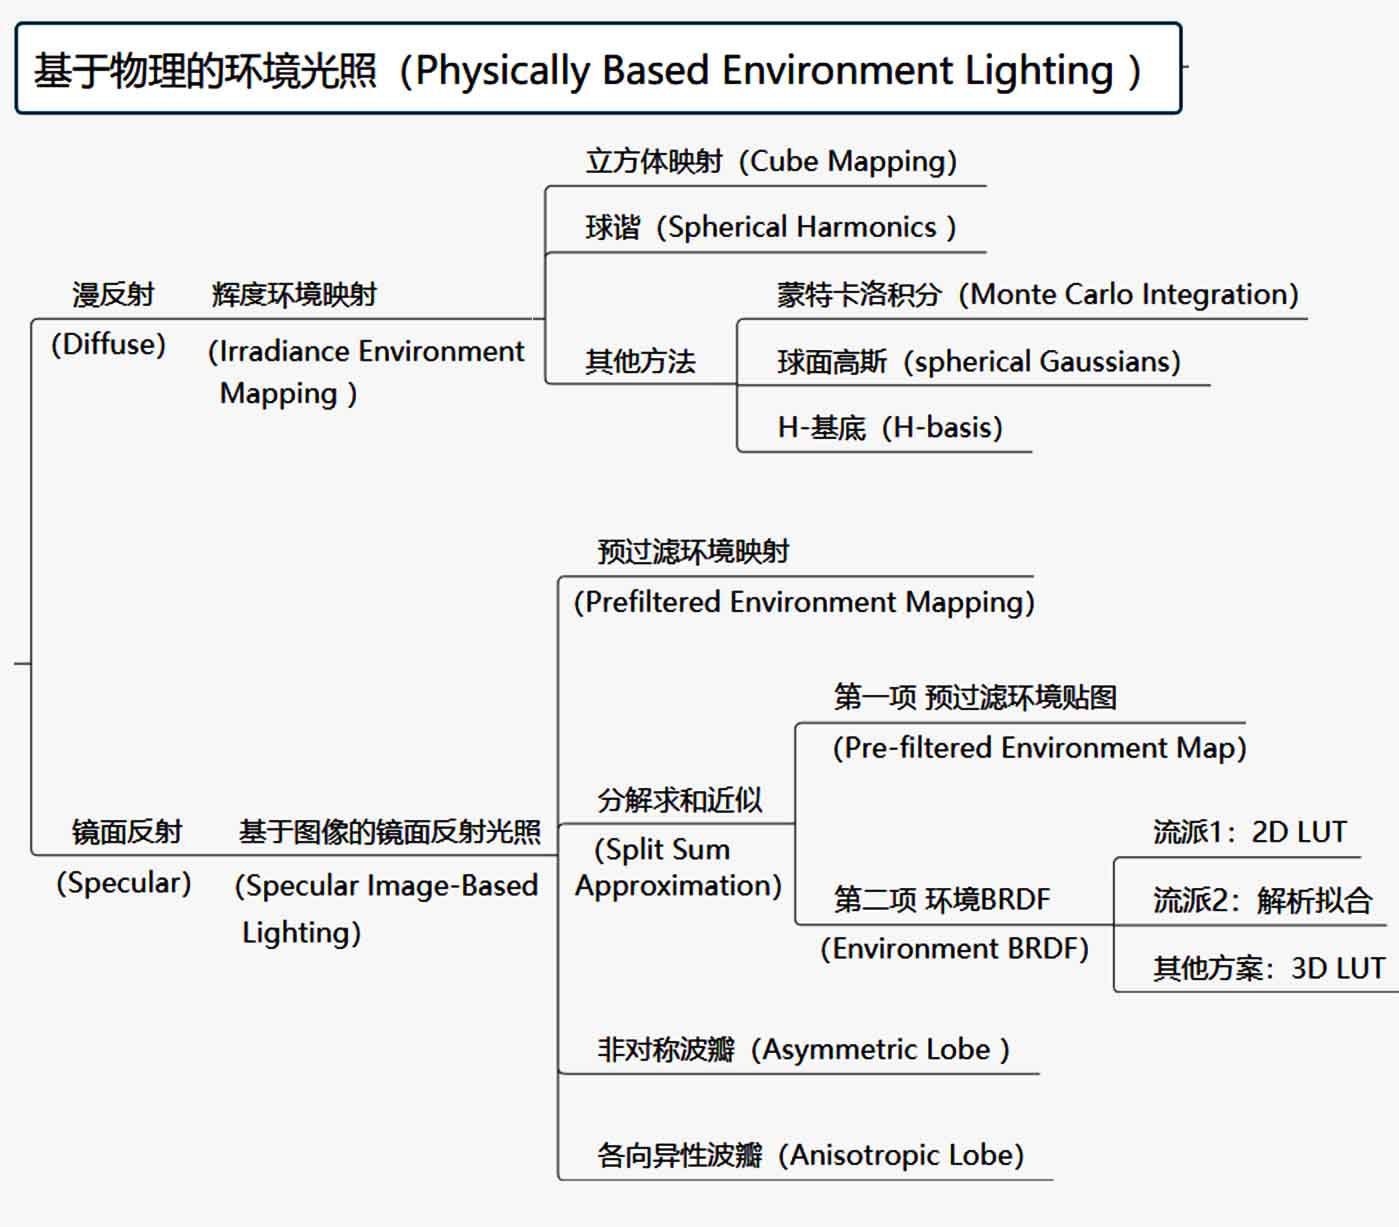 基于物理的环境光照（Physically Based Environment Lighting ）
立方体映射（Cube Mapping)
球谐（Spherical Harmonics ）
漫反射
(Diffuse)
辉度环境映射
(Irradiance Environment
Mapping )
其他方法
蒙特卡洛积分（Monte Carlo Integration)
球面高斯（spherical Gaussians)
H-基底（H-basis)
预过滤环境映射
(Prefiltered Environment Mapping)
镜面反射
(Specular)
基于图像的镜面反射光照
(Specular Image-Based
Lighting)
分解求和近似
(Split Sum
Approximation)
第一项 预过滤环境贴图
(Pre-filtered Environment Map)
第二项 环境BRDF
(Environment BRDF)
流派1：2D LUT
流派2：解析拟合
其他方案：3D LUT
非对称波瓣（Asymmetric Lobe ）
各向异性波瓣（Anisotropic Lobe)